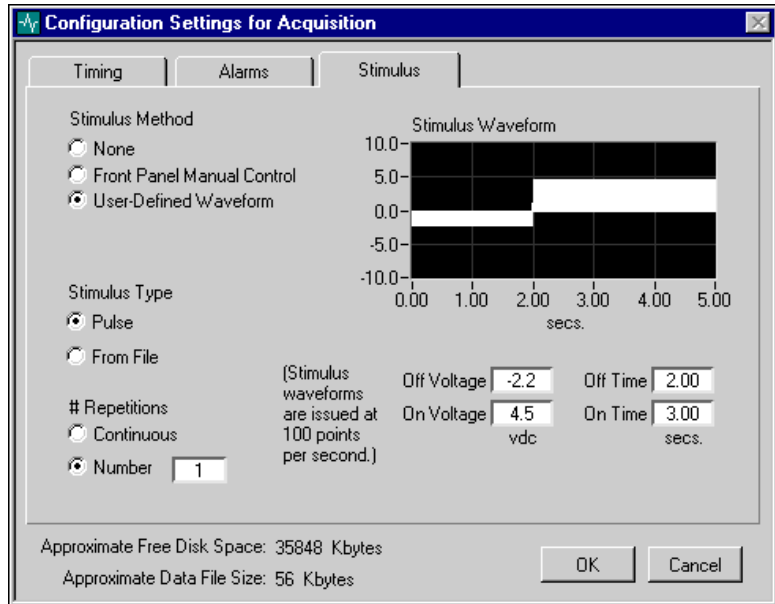 Configuration Settings for Acquisition
Timing
Alarms
Stimulus
Stimulus Method
None
Front Panel Manual Control
User-Defined Waveform
Stimulus Waveform
10.0
5.0
0.0
-5.0
-10.0
0.00 1.00 2.00 3.00 4.00 5.00
secs.
Stimulus Type
Pulse
From File
# Repetitions
Continuous
Number 1
(Stimulus
waveforms
are issued at
100 points
per second.)
Off Voltage -2.2 Off Time 2.00
On Voltage 4.5 On Time 3.00
vdc secs.
Approximate Free Disk Space: 35848 Kbytes
Approximate Data File Size: 56 Kbytes
OK
Cancel